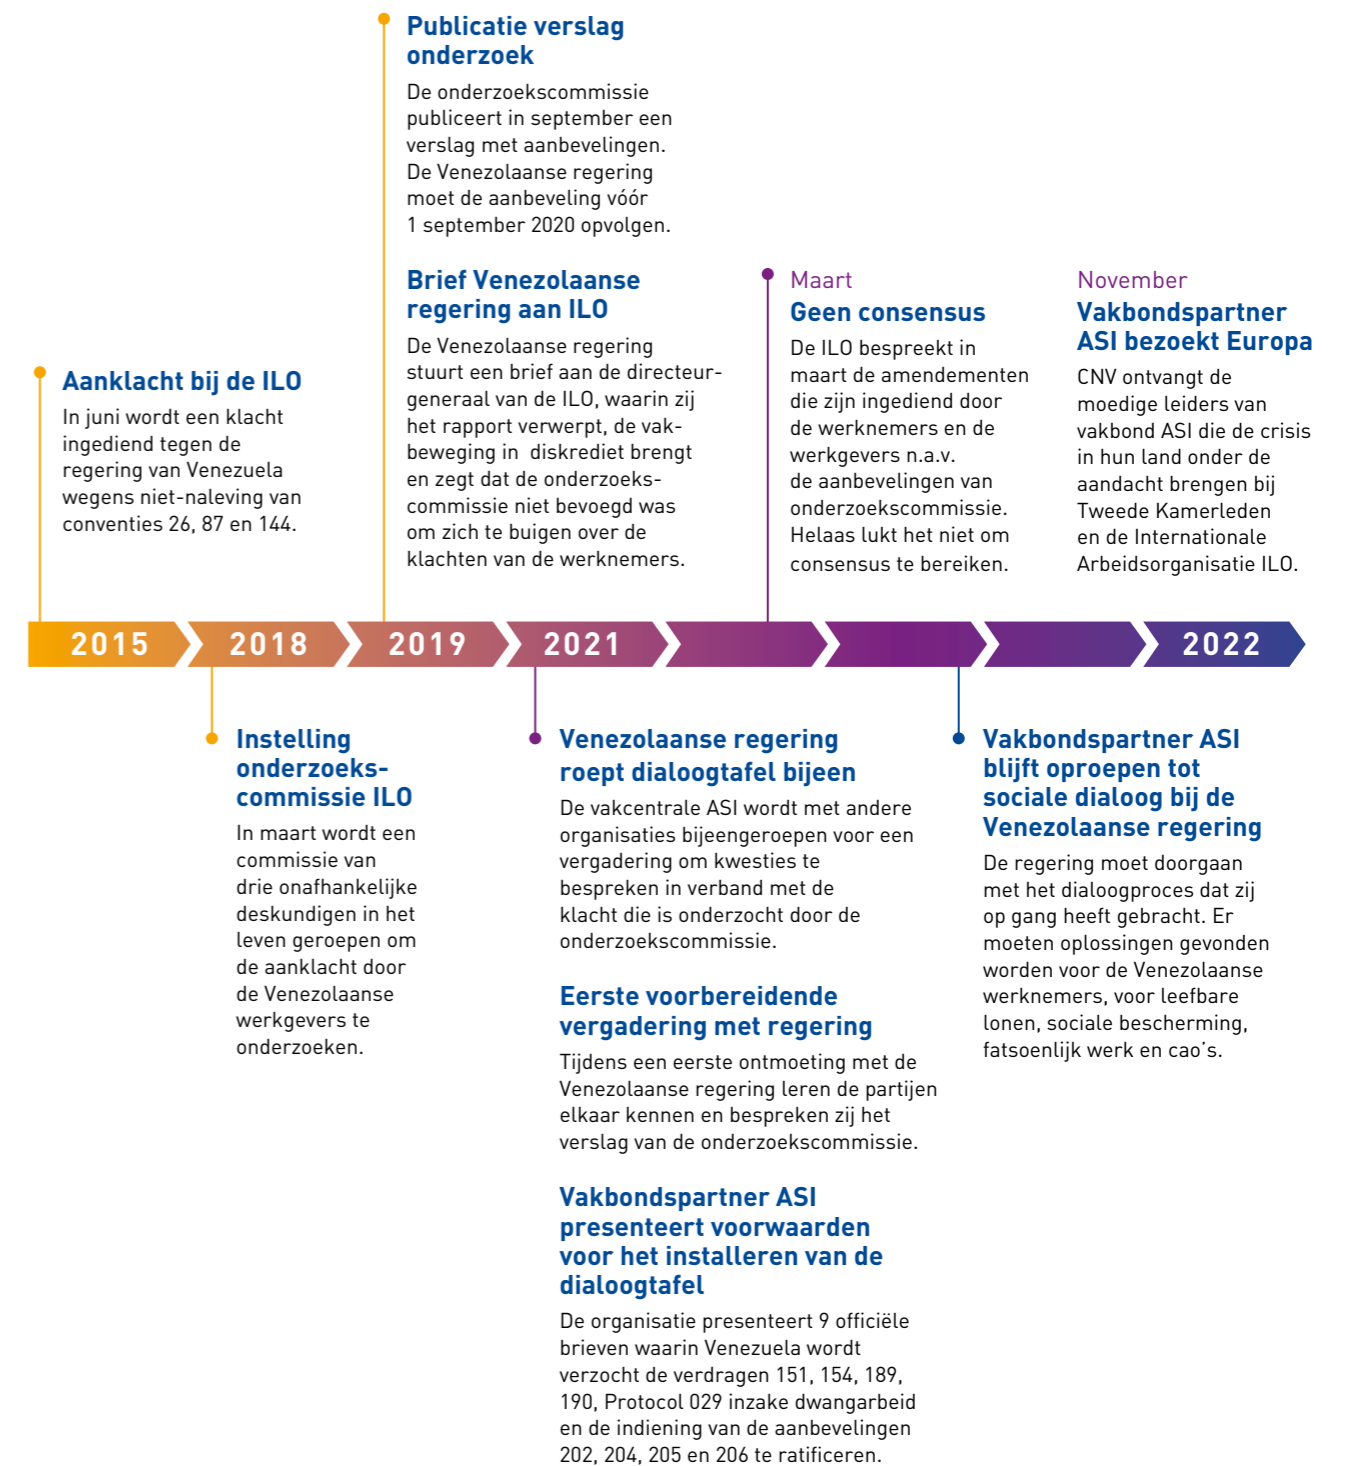 Publicatie verslag
onderzoek
De onderzoekscommissie
publiceert in september een
verslag met aanbevelingen.
De Venezolaanse regering
moet de aanbeveling vóór
1 september 2020 opvolgen.
Brief Venezolaanse
regering aan ILO
De Venezolaanse regering
stuurt een brief aan de directeur-
generaal van de ILO, waarin zij
het rapport verwerpt, de vak-
beweging in diskrediet brengt
en zegt dat de onderzoeks-
commissie niet bevoegd was
om zich te buigen over de
klachten van de werknemers.
Maart
Geen consensus
De ILO bespreekt in
maart de amendementen
die zijn ingediend door
de werknemers en de
werkgevers n.a.v.
de aanbevelingen van
onderzoekscommissie.
Helaas lukt het niet om
consensus te bereiken.
November
Vakbondspartner
ASI bezoekt Europa
CNV ontvangt de
moedige leiders van
vakbond ASI die de crisis
in hun land onder de
aandacht brengen bij
Tweede Kamerleden
en de Internationale
Arbeidsorganisatie ILO.
Aanklacht bij de ILO
In juni wordt een klacht
ingediend tegen de
regering van Venezuela
wegens niet-naleving van
conventies 26, 87 en 144.
2015
2018
2019
2021
2022
Instelling
onderzoeks-
commissie ILO
In maart wordt een
commissie van
drie onafhankelijke
deskundigen in het
leven geroepen om
de aanklacht door
de Venezolaanse
werkgevers te
onderzoeken.
Venezolaanse regering
roept dialoogtafel bijeen
De vakcentrale ASI wordt met andere
organisaties bijeengeroepen voor een
vergadering om kwesties te
bespreken in verband met de
klacht die is onderzocht door de
onderzoekscommissie.
Eerste voorbereidende
vergadering met regering
Tijdens een eerste ontmoeting met de
Venezolaanse regering leren de partijen
elkaar kennen en bespreken zij het
verslag van de onderzoekscommissie.
Vakbondspartner ASI
presenteert voorwaarden
voor het installeren van de
dialoogtafel
De organisatie presenteert 9 officiële
brieven waarin Venezuela wordt
verzocht de verdragen 151, 154, 189,
190, Protocol 029 inzake dwangarbeid
en de indiening van de aanbevelingen
202, 204, 205 en 206 te ratificeren.
Vakbondspartner ASI
blijft oproepen tot
sociale dialoog bij de
Venezolaanse regering
De regering moet doorgaan
met het dialoogproces dat zij
op gang heeft gebracht. Er
moeten oplossingen gevonden
worden voor de Venezolaanse
werknemers, voor leefbare
lonen, sociale bescherming,
fatsoenlijk werk en cao's.